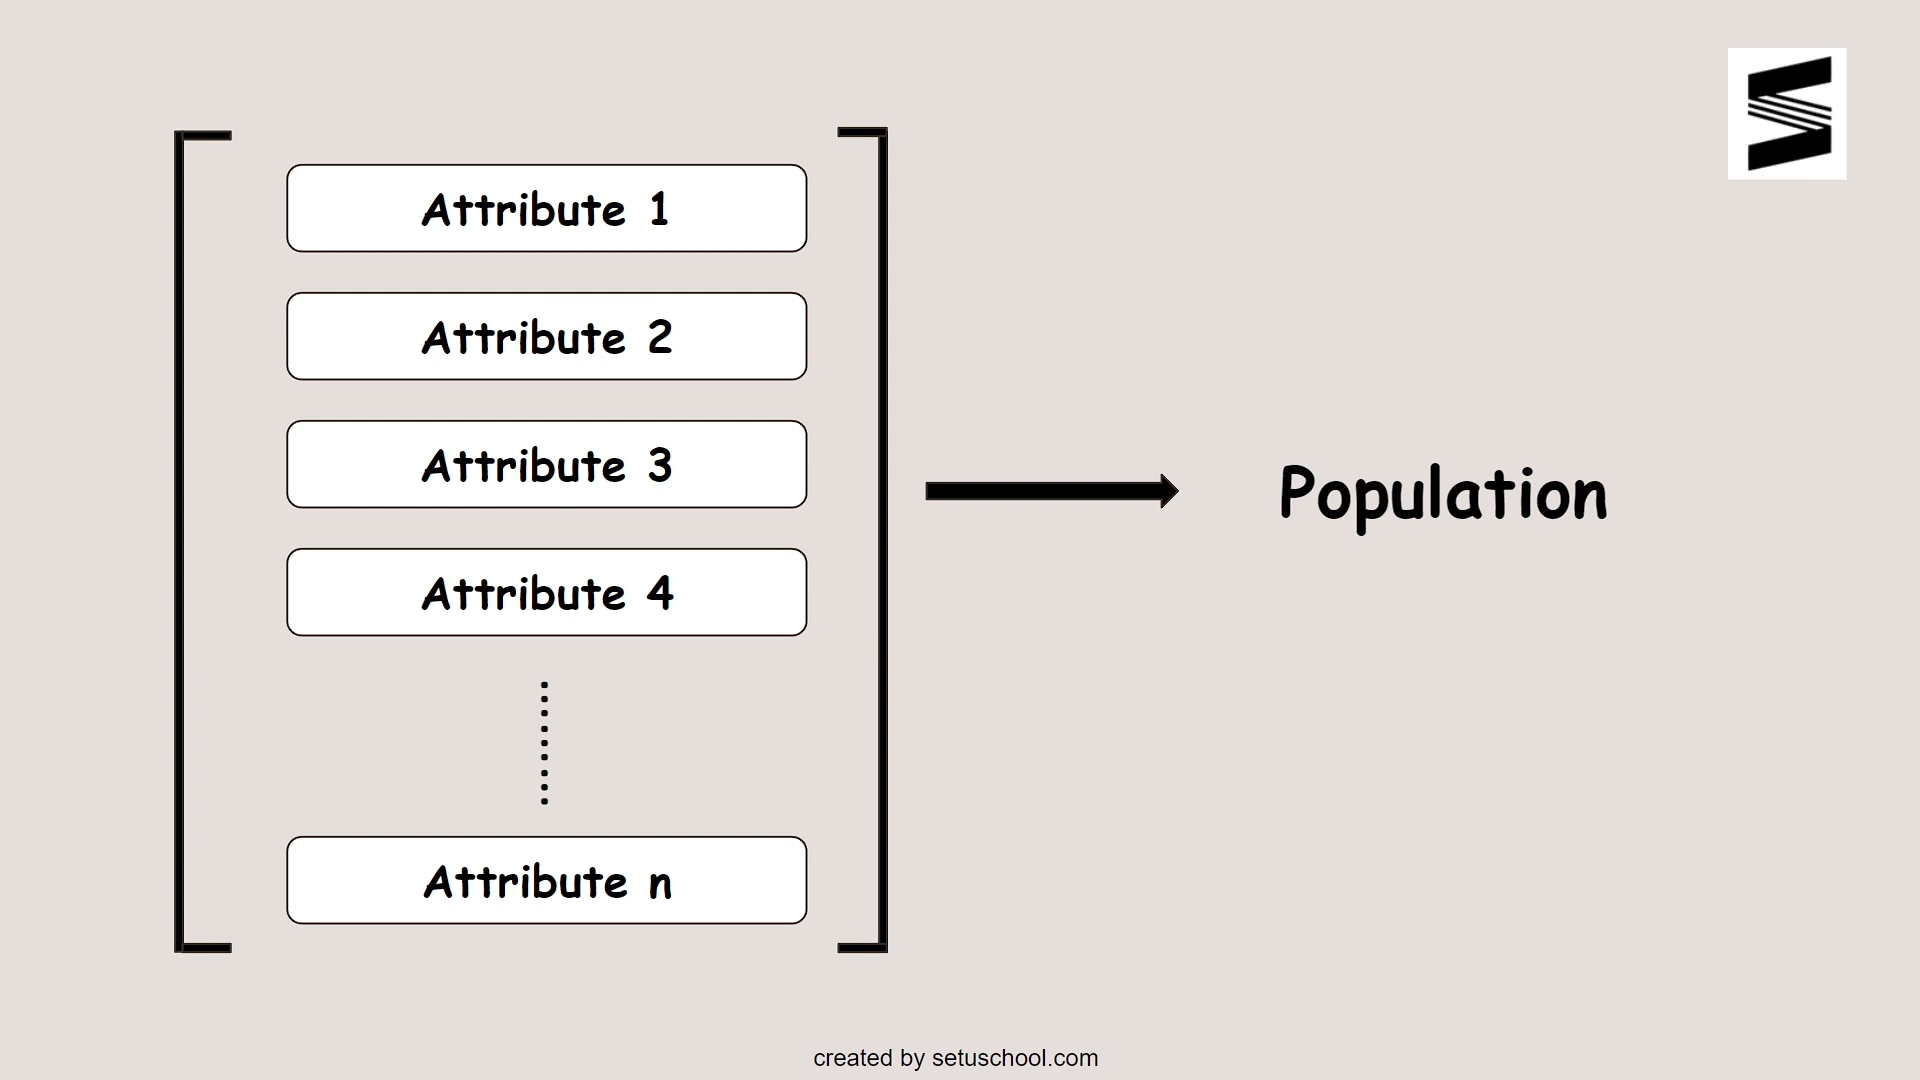 Attribute 1
Attribute 2
Attribute 3
Attribute 4
Attribute n
Population
created by setuschool.com